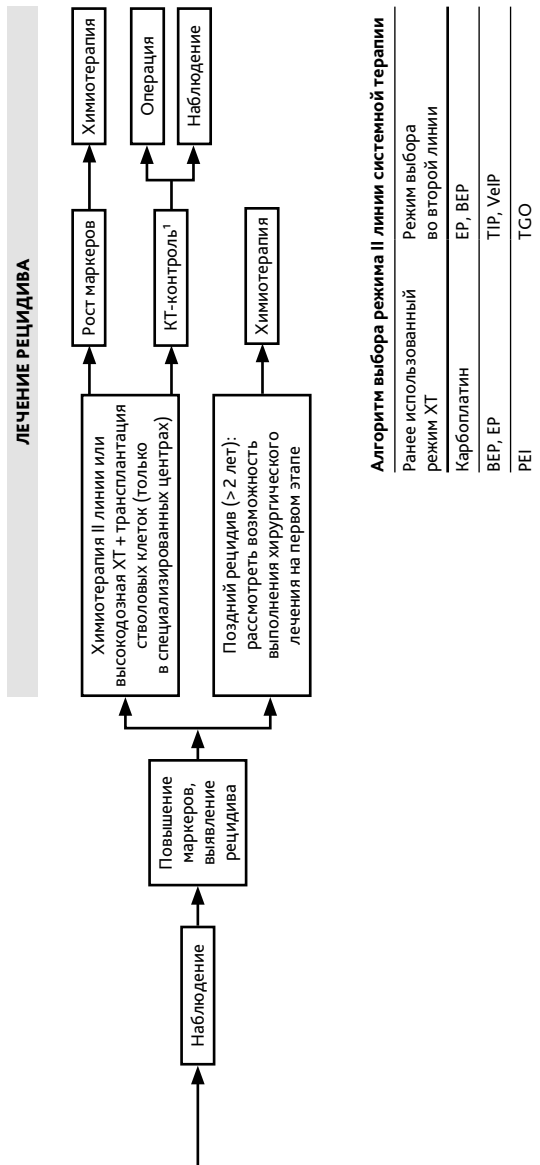 ЛЕЧЕНИЕ РЕЦИДИВА
Наблюдение
Повышение
маркеров,
выявление
рецидива
Химиотерапия II линии или
высокодозная ХТ + трансплантация
стволовых клеток (только
в специализированных центрах)
Рост маркеров
Химиотерапия
КТ-контроль¹
Операция
Наблюдение
Поздний рецидив (> 2 лет):
рассмотреть возможность
выполнения хирургического
лечения на первом этапе
Химиотерапия
Алгоритм выбора режима II линии системной терапии
Ранее использованный Режим выбора
режим ХТ во второй линии
Карбоплатин EP, BEP
BEP, EP TIP, VeIP
PEI TGO